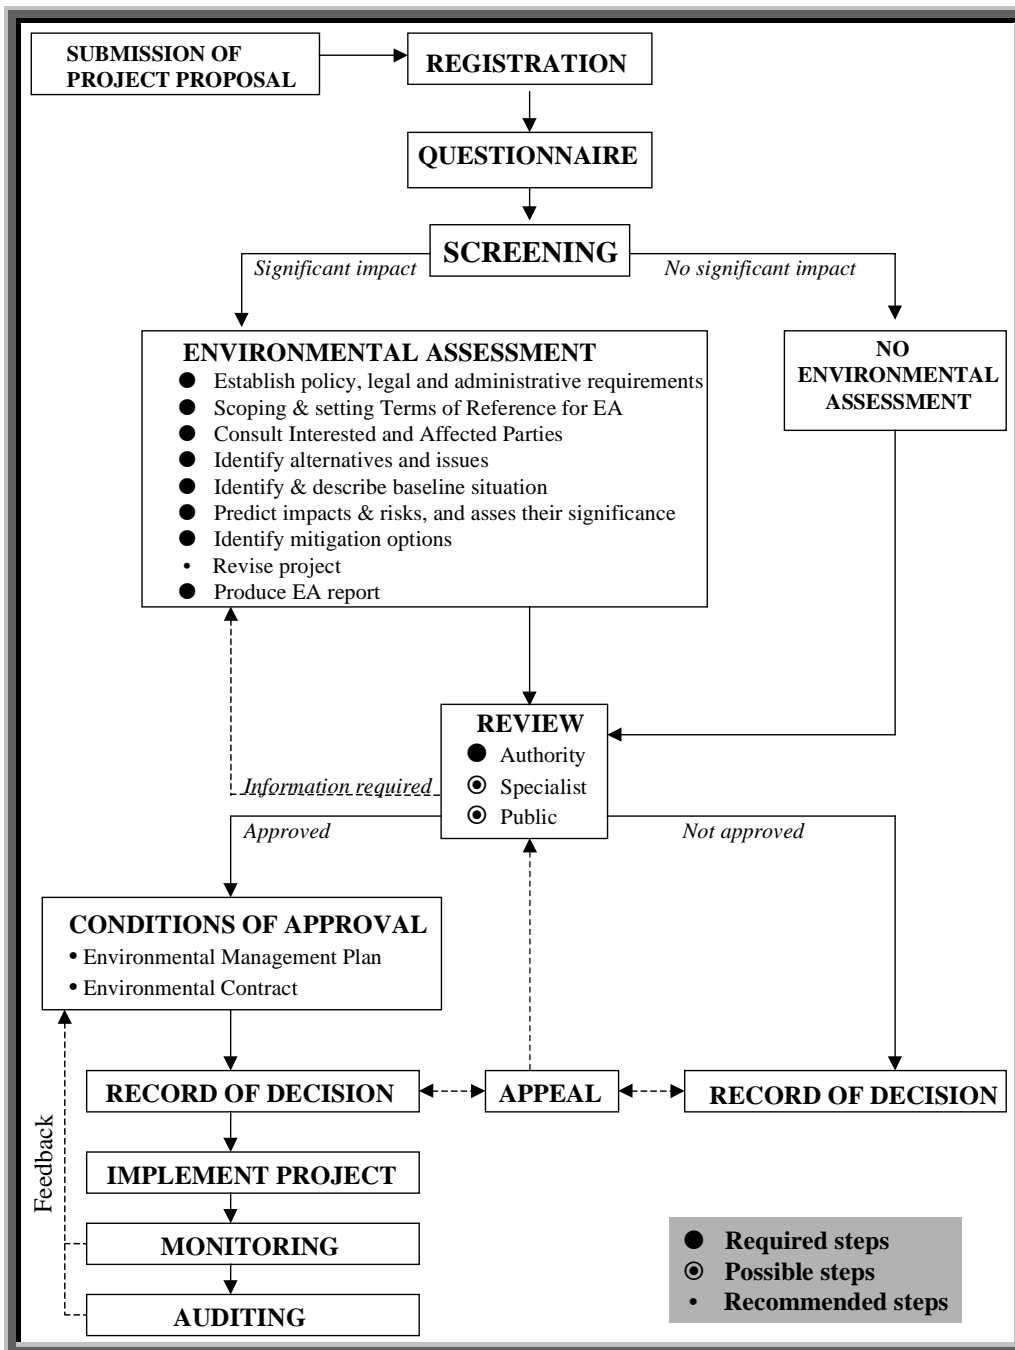 SUBMISSION OF
PROJECT PROPOSAL
REGISTRATION
QUESTIONNAIRE
SCREENING
Significant impact
No significant impact
ENVIRONMENTAL ASSESSMENT
● Establish policy, legal and administrative requirements
● Scoping & setting Terms of Reference for EA
● Consult Interested and Affected Parties
● Identify alternatives and issues
● Identify & describe baseline situation
● Predict impacts & risks, and asses their significance
● Identify mitigation options
• Revise project
● Produce EA report
NO
ENVIRONMENTAL
ASSESSMENT
REVIEW
● Authority
◉ Specialist
◉ Public
Information required
Approved
Not approved
CONDITIONS OF APPROVAL
• Environmental Management Plan
• Environmental Contract
RECORD OF DECISION
APPEAL
RECORD OF DECISION
Feedback
IMPLEMENT PROJECT
MONITORING
AUDITING
● Required steps
◉ Possible steps
• Recommended steps